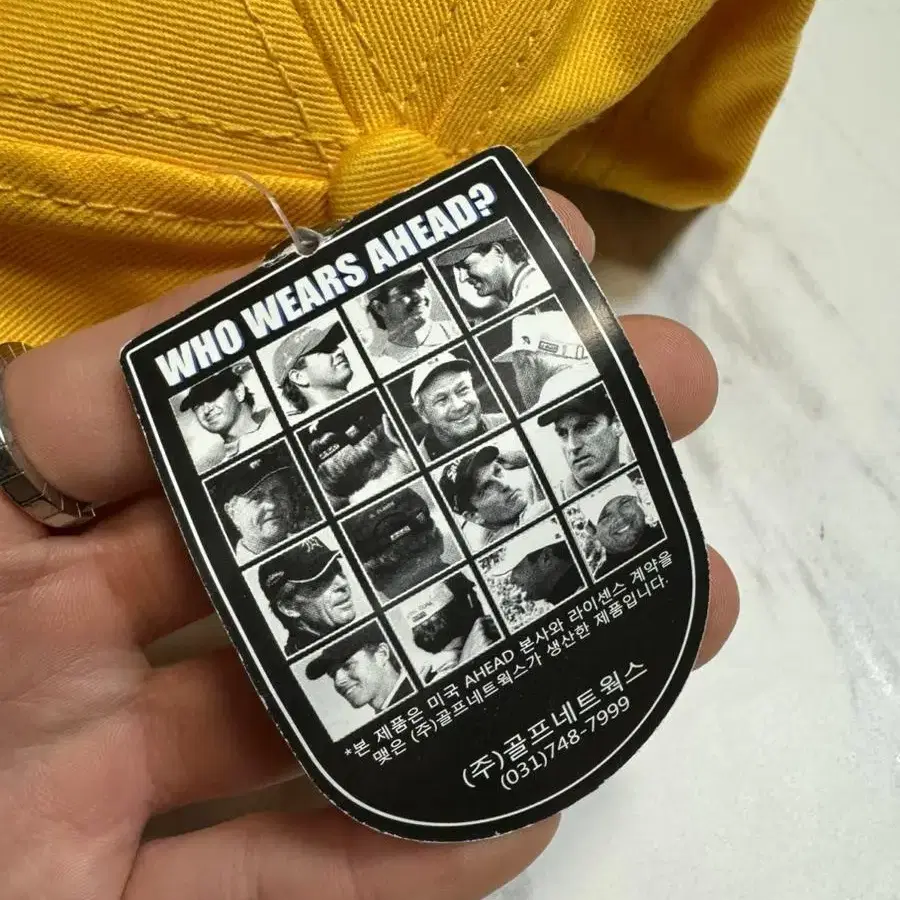 WHO WEARS AHEAD?
*본 제품은 미국 AHEAD 본사와 라이센스 계약을
맺은 (주)골프네트웍스가 생산한 제품입니다.
(주)골프네트웍스
(031)748-7999